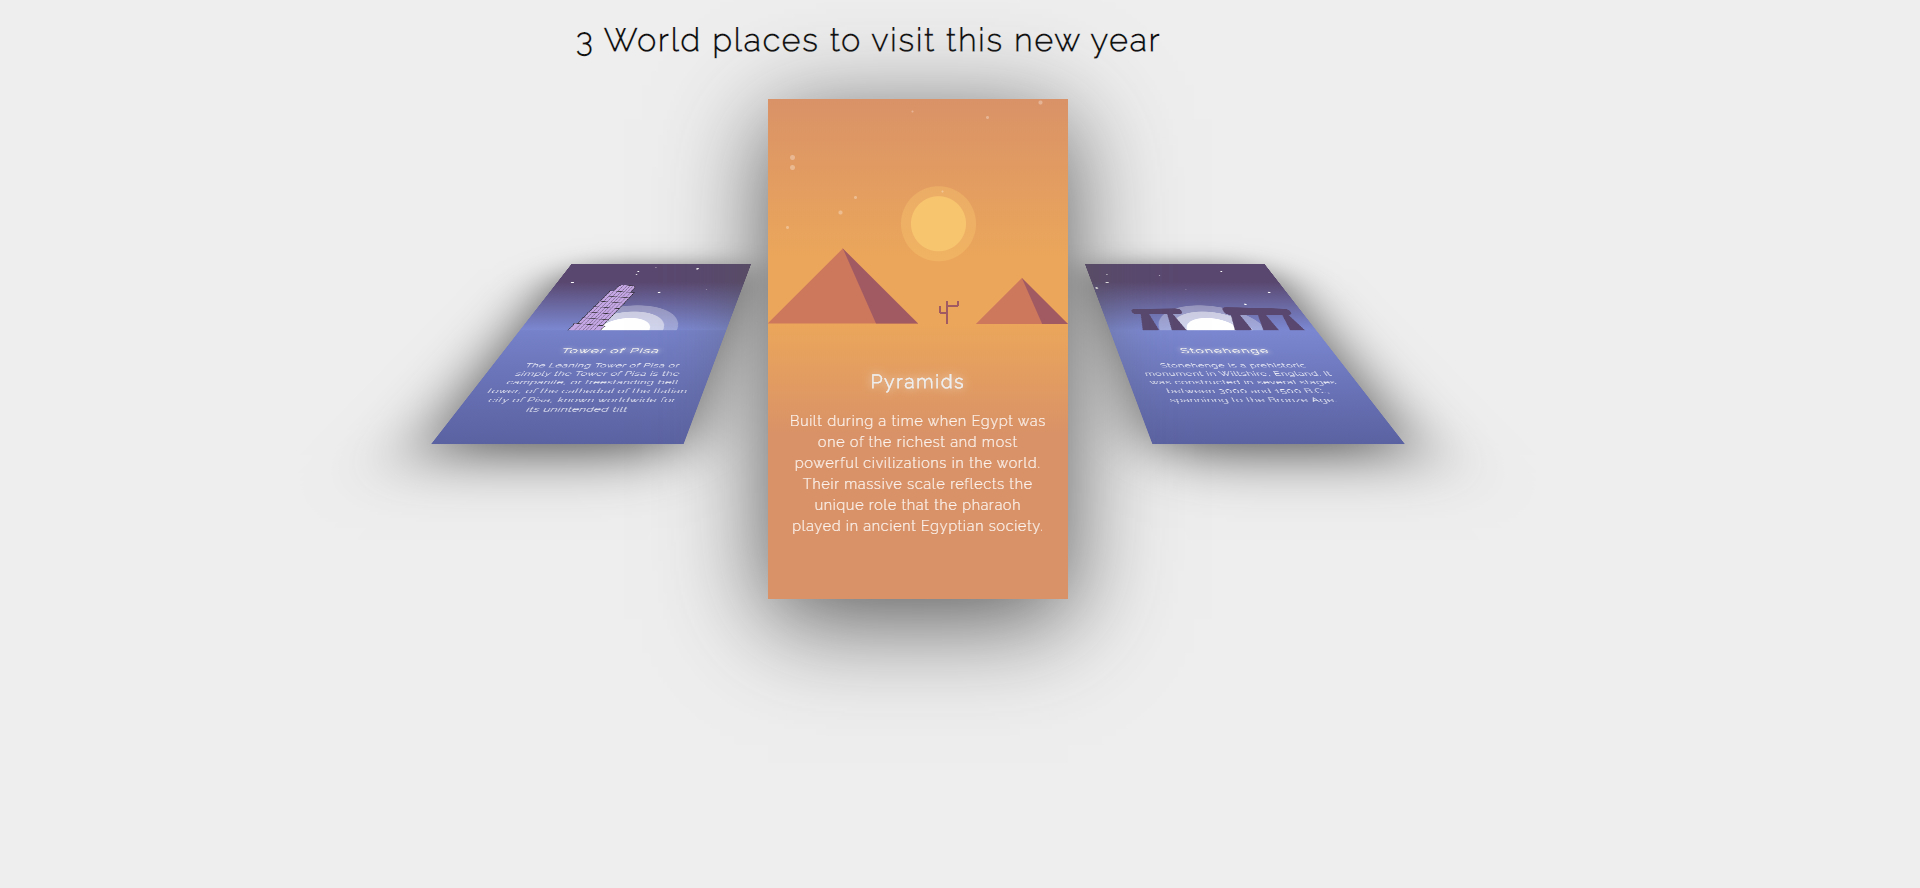 3 World places to visit this new year
Tower of Pisa
The Leaning Tower of Pisa or
simply the Tower of Pisa is the
campanile, or freestanding bell
tower, of the cathedral of the Italian
city of Pisa, known worldwide for
its unintended tilt
Pyramids
Built during a time when Egypt was
one of the richest and most
powerful civilizations in the world.
Their massive scale reflects the
unique role that the pharaoh
played in ancient Egyptian society.
Stonehenge
Stonehenge is a prehistoric
monument in Wiltshire, England. It
was constructed in several stages
between 3000 and 1500 B.C.,
spanning to the Bronze Age